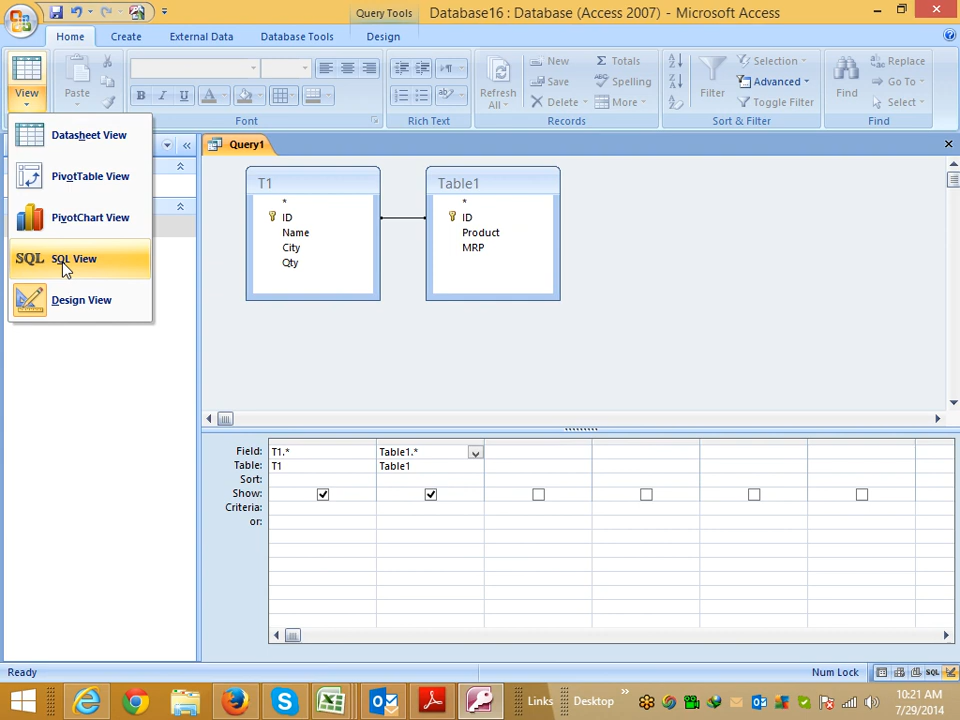 Query Tools
Database16 : Database (Access 2007) - Microsoft Access
Home
Create
External Data
Database Tools
Design
View
Paste
B I U A
Font
Rich Text
Refresh All
New
Save
Delete
Totals
Spelling
More
Records
Filter
Selection
Advanced
Toggle Filter
Sort & Filter
Find
Replace
Go To
Select
Find
Datasheet View
PivotTable View
PivotChart View
SQL SQL View
Design View
Query1
T1
*
ID
Name
City
Qty
Table1
*
ID
Product
MRP
Field: T1.* Table1.*
Table: T1 Table1
Sort:
Show:
Criteria:
or:
Ready
Num Lock
SQL
Links
Desktop
10:21 AM
7/29/2014